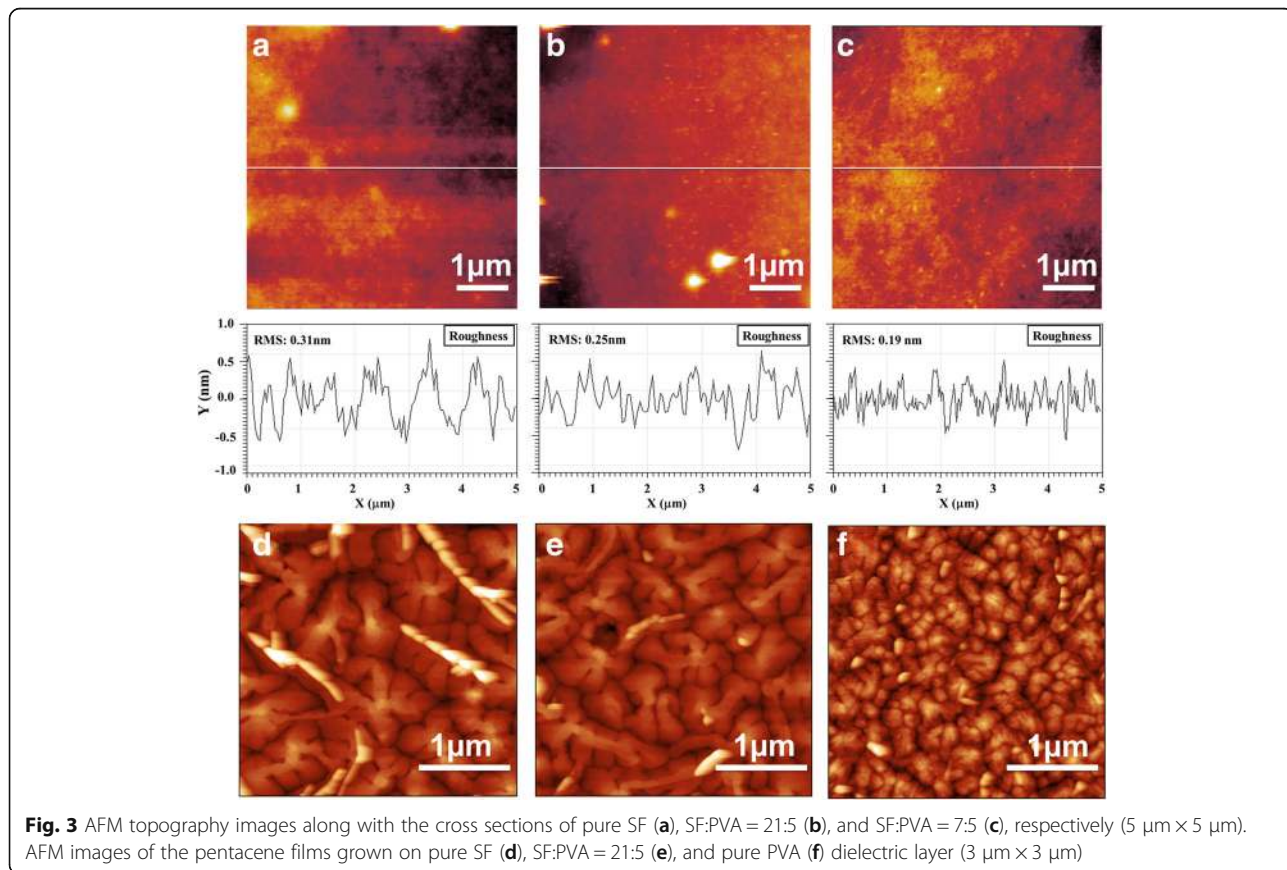 a b c
1μm 1μm 1μm
RMS: 0.31nm Roughness RMS: 0.25nm Roughness RMS: 0.19 nm Roughness
1.0
0.5
0.0
-0.5
-1.0
Y (nm)
0 1 2 3 4 5 0 1 2 3 4 5 0 1 2 3 4 5
X (μm) X (μm) X (μm)
d e f
1μm 1μm 1μm
Fig. 3 AFM topography images along with the cross sections of pure SF (a), SF:PVA = 21:5 (b), and SF:PVA = 7:5 (c), respectively (5 μm × 5 μm).
AFM images of the pentacene films grown on pure SF (d), SF:PVA = 21:5 (e), and pure PVA (f) dielectric layer (3 μm × 3 μm)